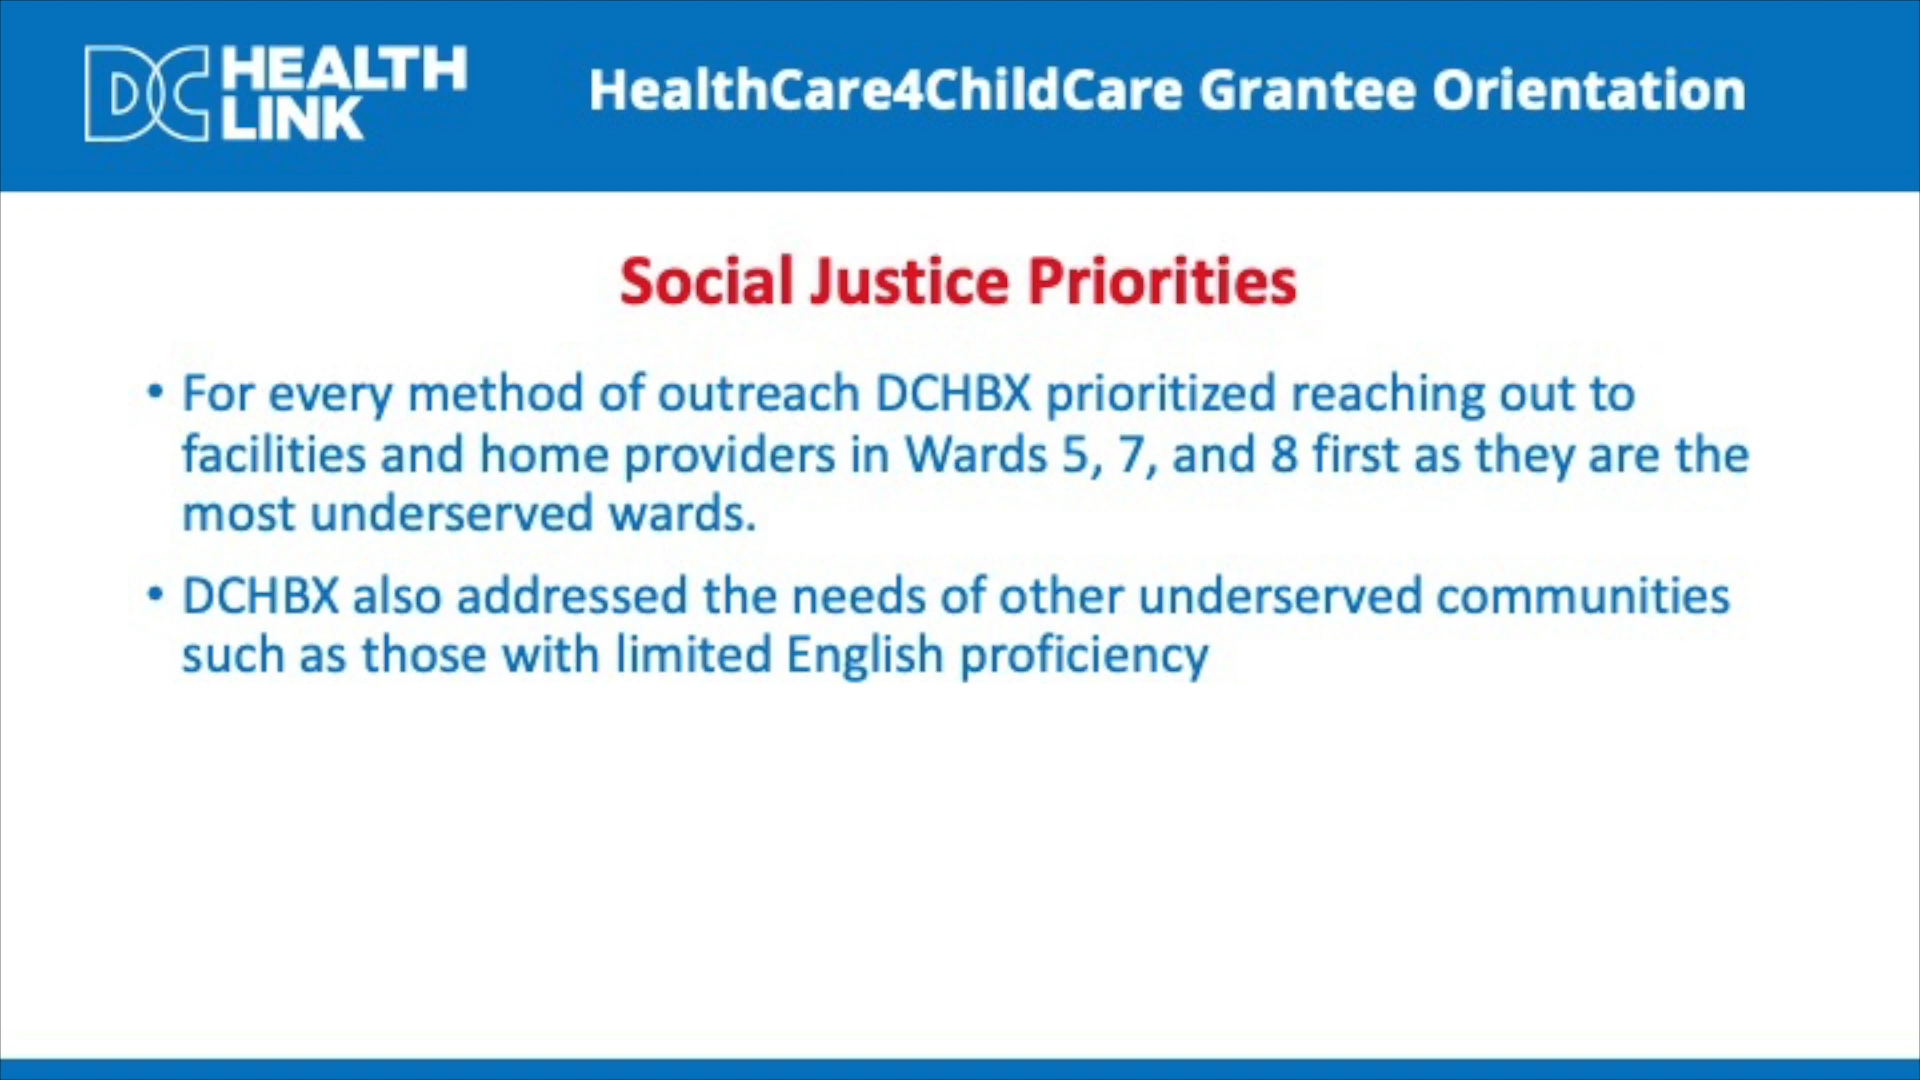 DC HEALTH
LINK
HealthCare4ChildCare Grantee Orientation
Social Justice Priorities
• For every method of outreach DCHBX prioritized reaching out to
facilities and home providers in Wards 5, 7, and 8 first as they are the
most underserved wards.
• DCHBX also addressed the needs of other underserved communities
such as those with limited English proficiency